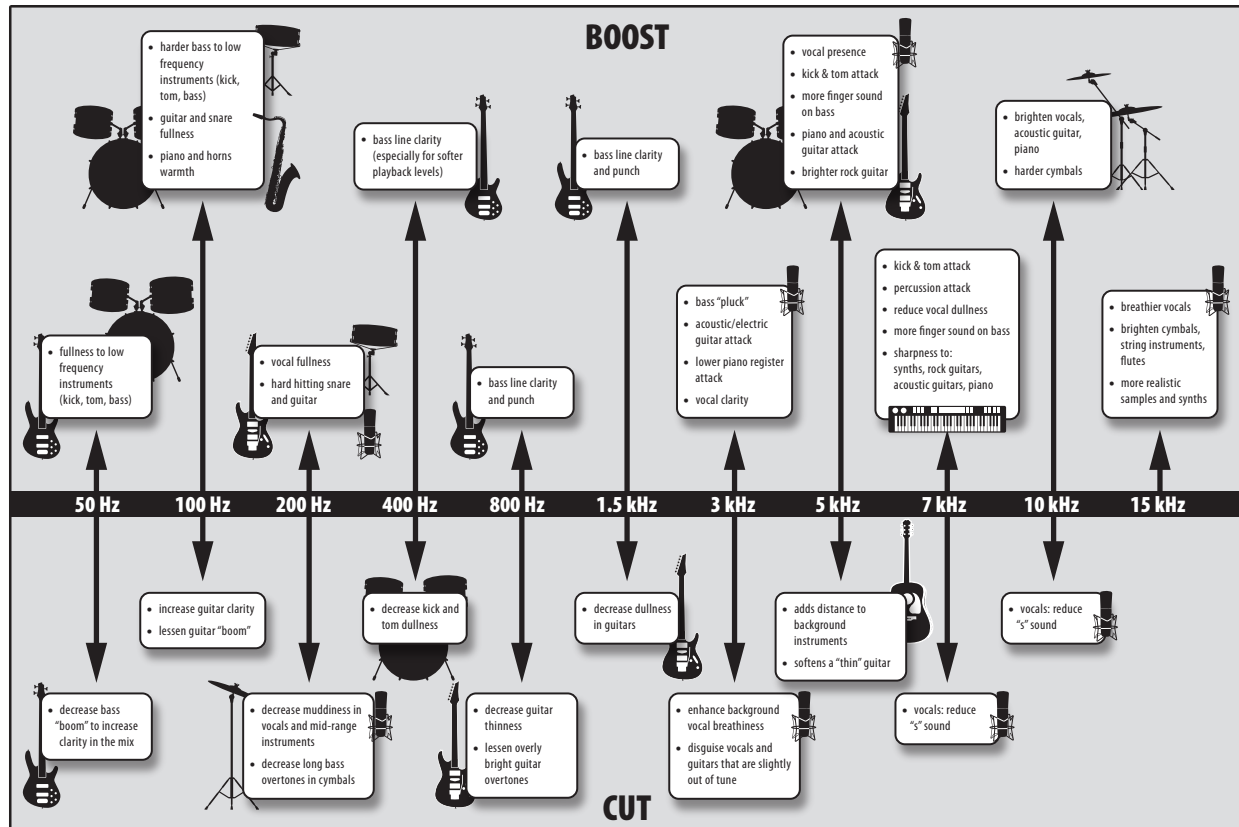 BOOST
• harder bass to low
frequency
instruments (kick,
tom, bass)
• guitar and snare
fullness
• piano and horns
warmth
• bass line clarity
(especially for softer
playback levels)
• bass line clarity
and punch
• vocal presence
• kick & tom attack
• more finger sound
on bass
• piano and acoustic
guitar attack
• brighter rock guitar
• brighten vocals,
acoustic guitar,
piano
• harder cymbals
• fullness to low
frequency
instruments
(kick, tom, bass)
• vocal fullness
• hard hitting snare
and guitar
• bass line clarity
and punch
• bass “pluck”
• acoustic/electric
guitar attack
• lower piano register
attack
• vocal clarity
• kick & tom attack
• percussion attack
• reduce vocal dullness
• more finger sound on bass
• sharpness to:
synths, rock guitars,
acoustic guitars, piano
• breathier vocals
• brighten cymbals,
string instruments,
flutes
• more realistic
samples and synths
50 Hz 100 Hz 200 Hz 400 Hz 800 Hz 1.5 kHz 3 kHz 5 kHz 7 kHz 10 kHz 15 kHz
• increase guitar clarity
• lessen guitar “boom”
• decrease kick and
tom dullness
• decrease dullness
in guitars
• adds distance to
background
instruments
• softens a “thin” guitar
• vocals: reduce
“s” sound
• decrease bass
“boom” to increase
clarity in the mix
• decrease muddiness in
vocals and mid-range
instruments
• decrease long bass
overtones in cymbals
• decrease guitar
thinness
• lessen overly
bright guitar
overtones
• enhance background
vocal breathiness
• disguise vocals and
guitars that are slightly
out of tune
• vocals: reduce
“s” sound
CUT